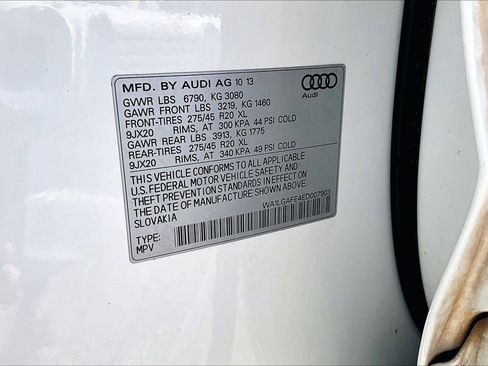 MFD. BY AUDI AG 10 13
GVWR LBS 6790, KG 3080
GAWR FRONT LBS 3219, KG 1460
FRONT-TIRES 275/45 R20 XL
9JX20 RIMS, AT 300 KPA 44 PSI COLD
GAWR REAR LBS 3913, KG 1775
REAR-TIRES 275/45 R20 XL
9JX20 RIMS, AT 340 KPA 49 PSI COLD
THIS VEHICLE CONFORMS TO ALL APPLICABLE
U.S. FEDERAL MOTOR VEHICLE SAFETY AND
THEFT PREVENTION STANDARDS IN EFFECT ON
THE DATE OF MANUFACTURE SHOWN ABOVE.
SLOVAKIA
WA1LGAFE4ED007903
TYPE:
MPV
Audi